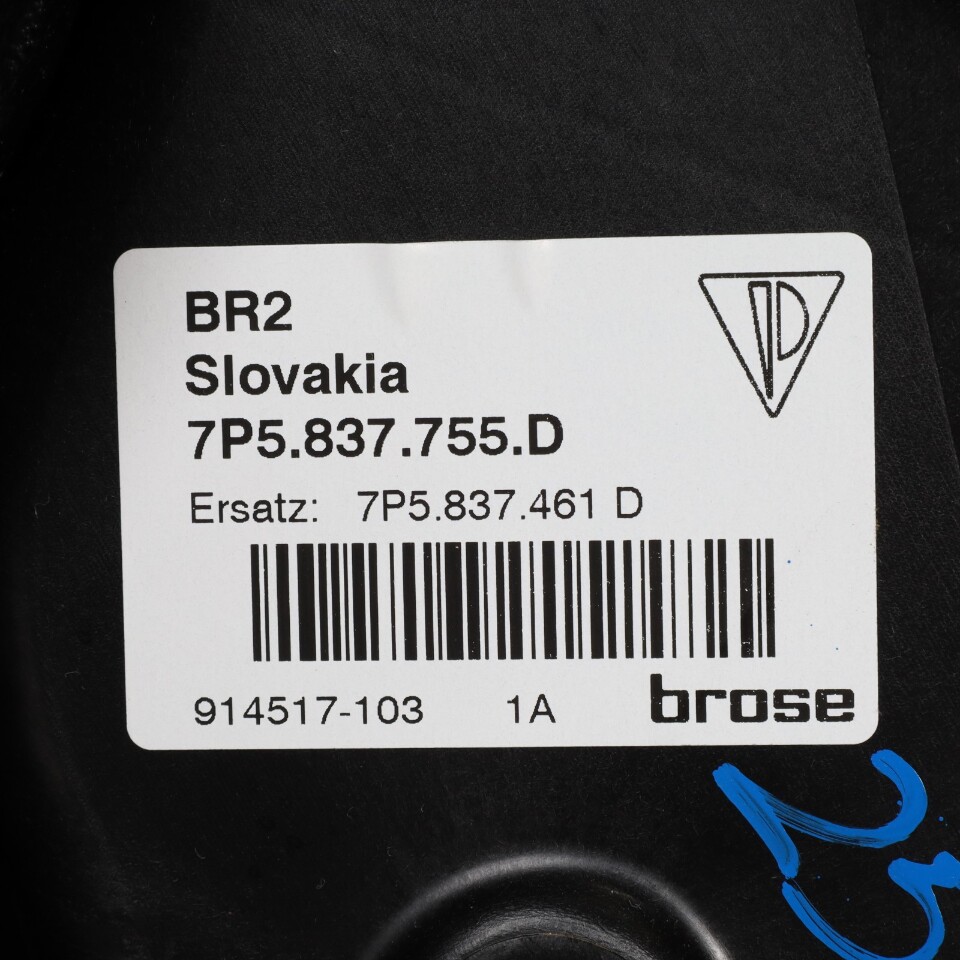 BR2
Slovakia
7P5.837.755.D
Ersatz: 7P5.837.461 D
914517-103 1A brose